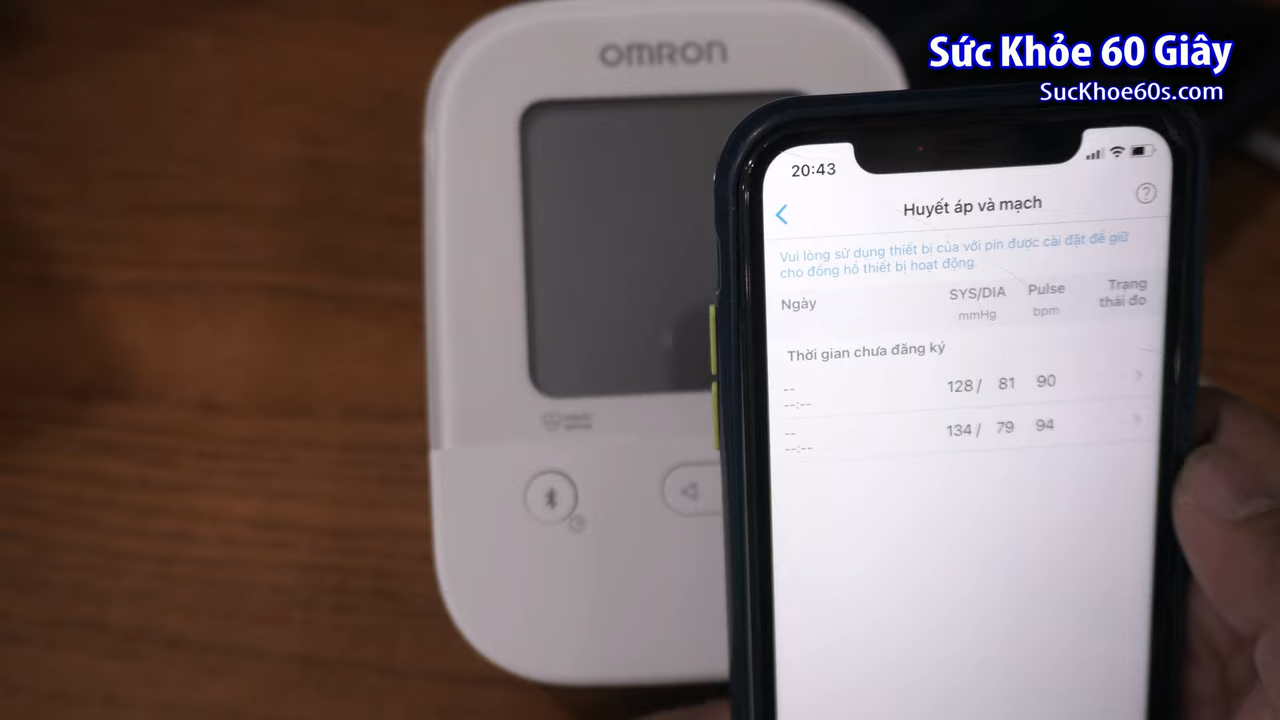 OMRON
Sức Khỏe 60 Giây
SucKhoe60s.com
20:43
Huyết áp và mạch
?
Vui lòng sử dụng thiết bị của với pin được cài đặt để giữ
cho đồng hồ thiết bị hoạt động.
Ngày SYS/DIA mmHg Pulse bpm Trạng thái đo
Thời gian chưa đăng ký
-- 128 / 81 90
--:--
-- 134 / 79 94
--:--